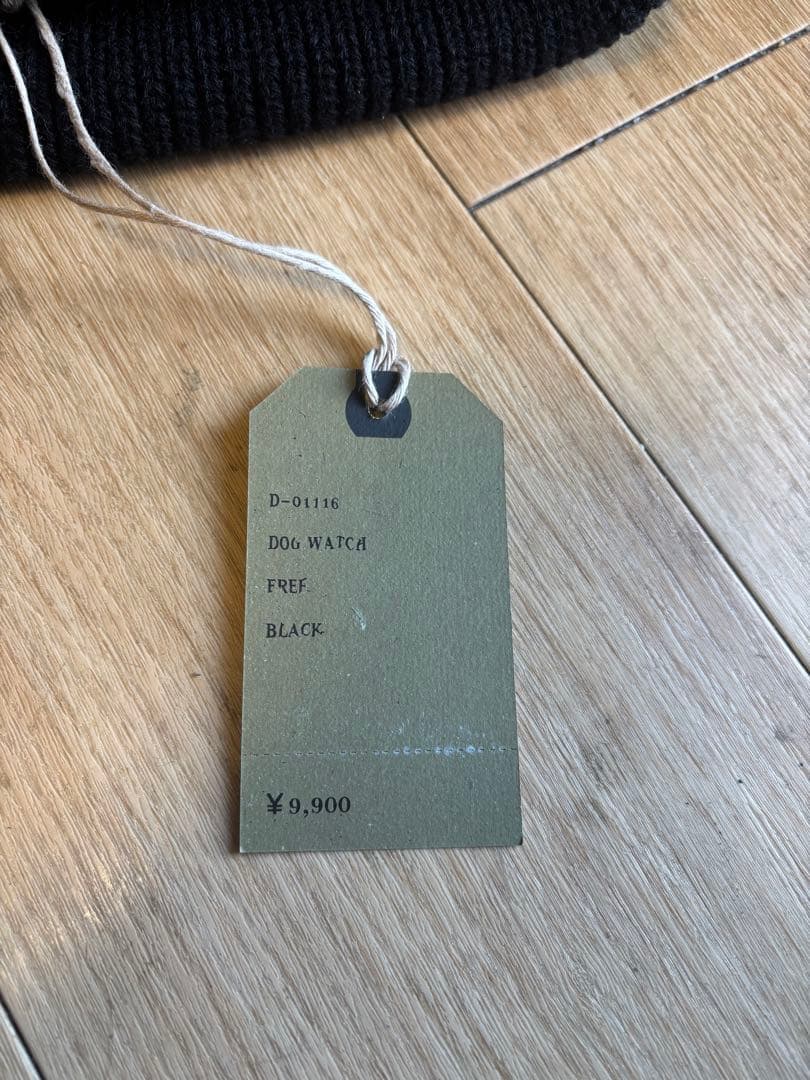 D-01116
DOG WATCH
FREE
BLACK
¥9,900